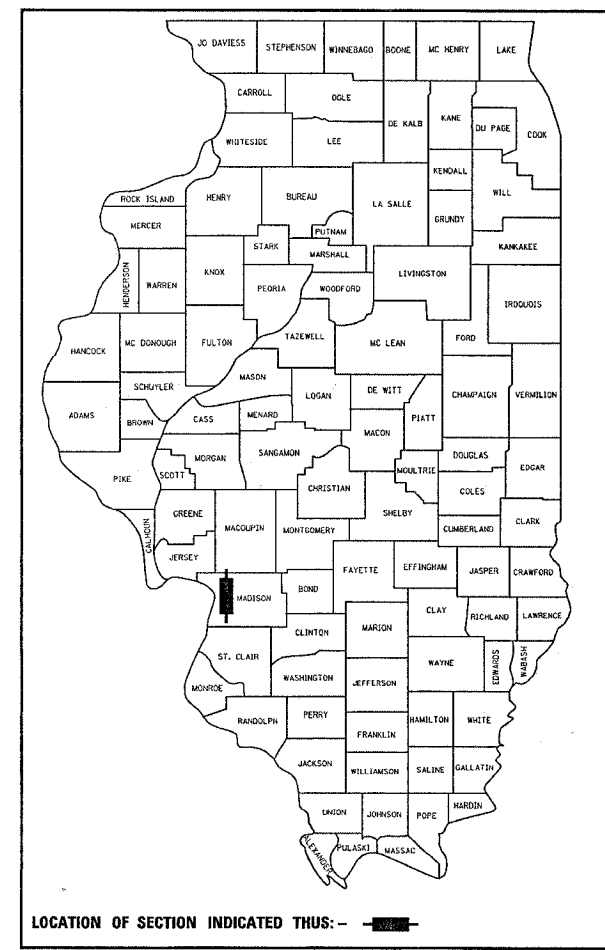 JO DAVIESS STEPHENSON WINNEBAGO BOONE MC HENRY LAKE
CARROLL OGLE DE KALB KANE DU PAGE COOK
WHITESIDE LEE KENDALL WILL
ROCK ISLAND HENRY BUREAU LA SALLE GRUNDY
MERCER PUTNAM KANKAKEE
HENDERSON WARREN KNOX STARK MARSHALL LIVINGSTON
PEORIA WOODFORD IROQUOIS
HANCOCK MC DONOUGH FULTON TAZEWELL MC LEAN FORD
SCHUYLER MASON LOGAN DE WITT CHAMPAIGN VERMILION
ADAMS BROWN CASS MENARD MACON PIATT
PIKE SCOTT MORGAN SANGAMON CHRISTIAN MOULTRIE DOUGLAS EDGAR
COLES
GREENE MACOUPIN MONTGOMERY SHELBY CUMBERLAND CLARK
CALHOUN JERSEY FAYETTE EFFINGHAM JASPER CRAWFORD
MADISON BOND CLAY RICHLAND LAWRENCE
CLINTON MARION WAYNE EDWARDS WABASH
ST. CLAIR WASHINGTON JEFFERSON
MONROE RANDOLPH PERRY FRANKLIN HAMILTON WHITE
JACKSON WILLIAMSON SALINE GALLATIN
UNION JOHNSON POPE HARDIN
ALEXANDER PULASKI MASSAC
LOCATION OF SECTION INDICATED THUS: –